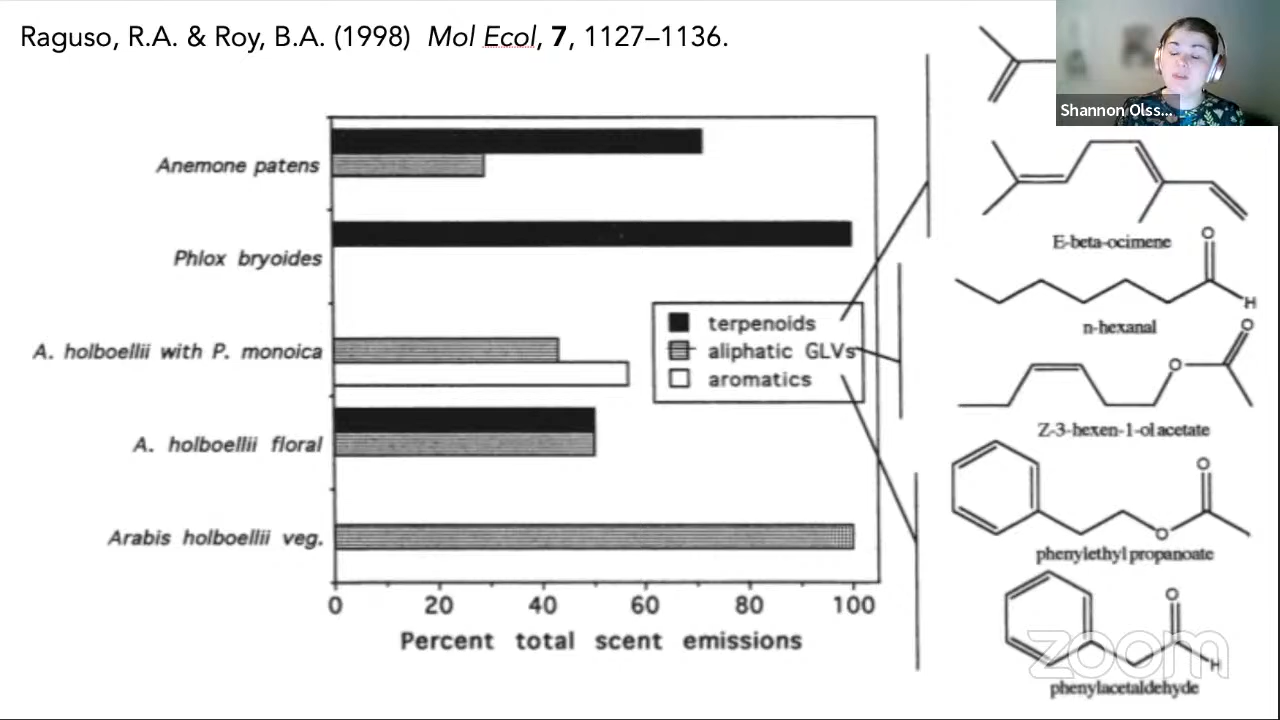 Raguso, R.A. & Roy, B.A. (1998) Mol Ecol, 7, 1127–1136.
Shannon Olss...
Anemone patens
Phlox bryoides
A. holboellii with P. monoica
A. holboellii floral
Arabis holboellii veg.
terpenoids
aliphatic GLVs
aromatics
0 20 40 60 80 100
Percent total scent emissions
E-beta-ocimene
O
H
n-hexanal
O
O
Z-3-hexen-1-ol acetate
O
O
phenylethyl propanoate
O
H
phenylacetaldehyde
zoom